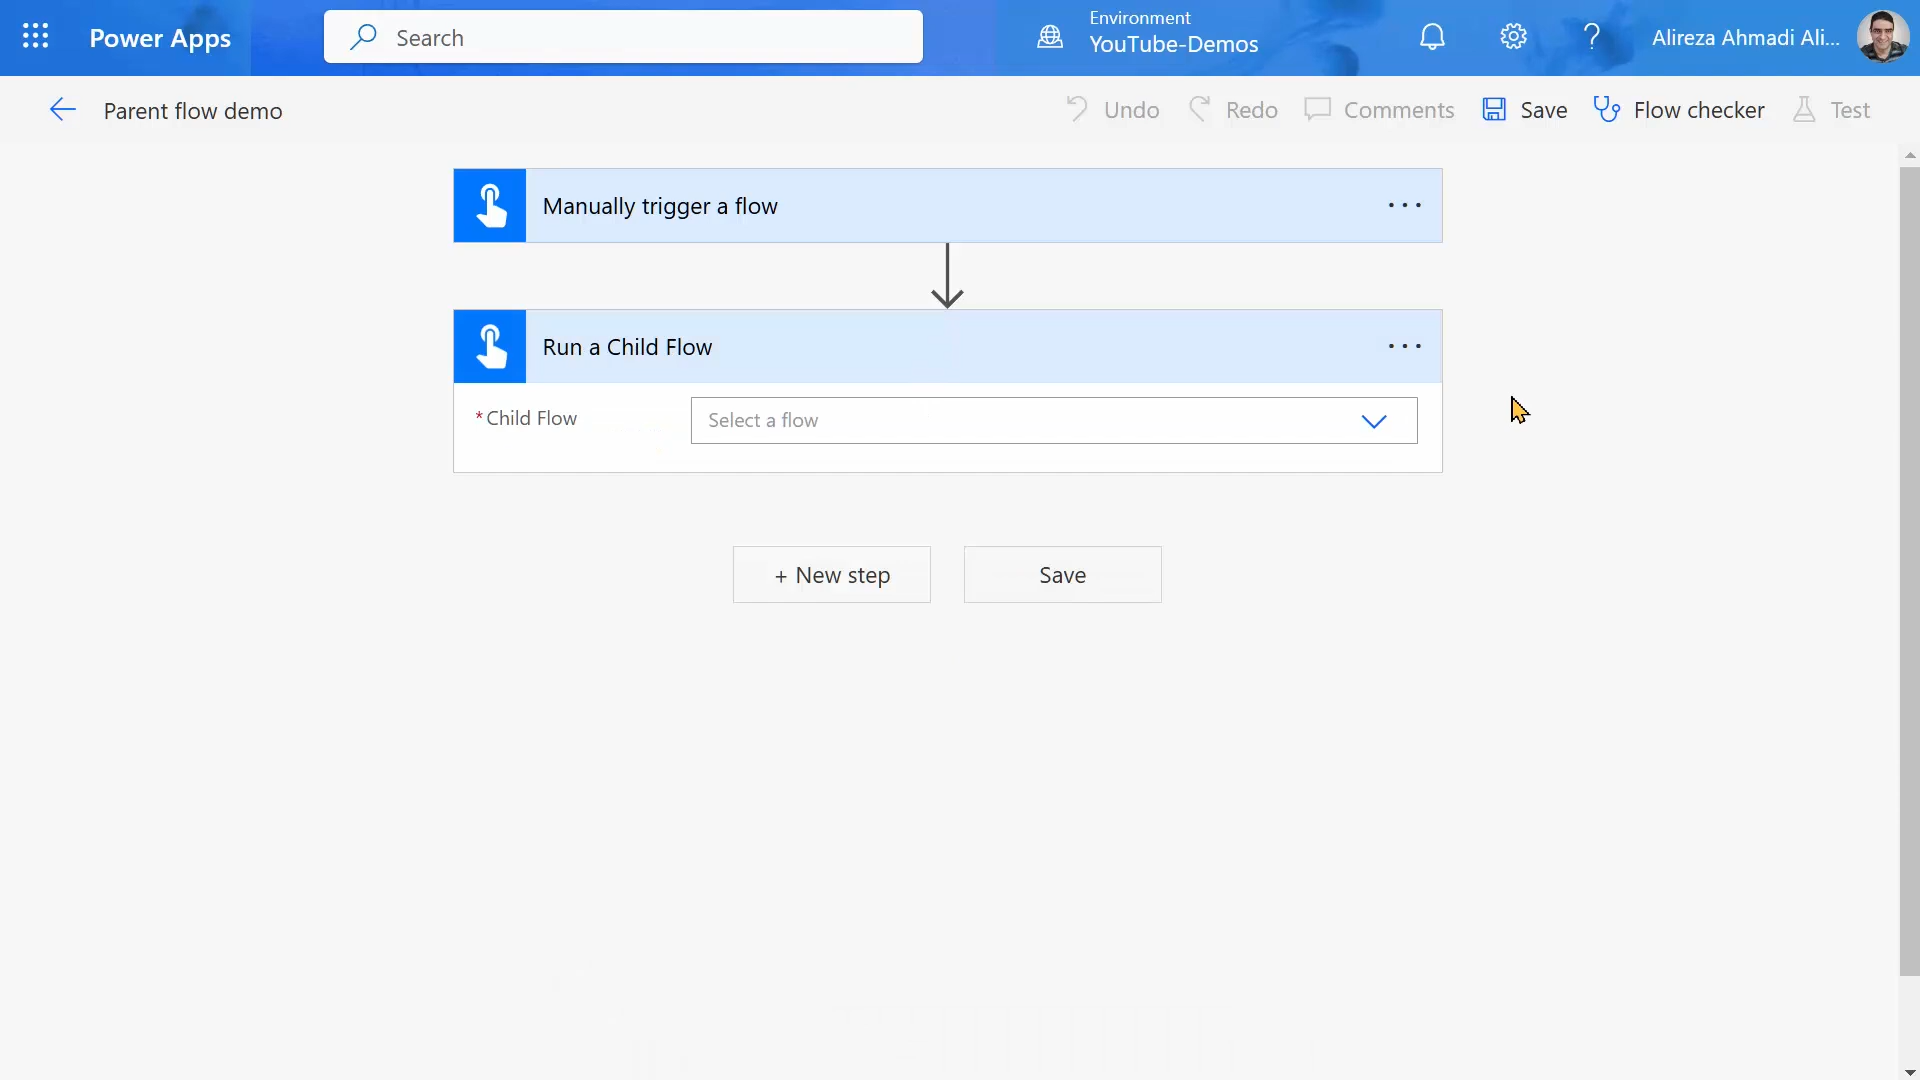 Power Apps
Search
Environment
YouTube-Demos
?
Alireza Ahmadi Ali...
Parent flow demo
Undo
Redo
Comments
Save
Flow checker
Test
Manually trigger a flow
Run a Child Flow
* Child Flow
Select a flow
+ New step
Save